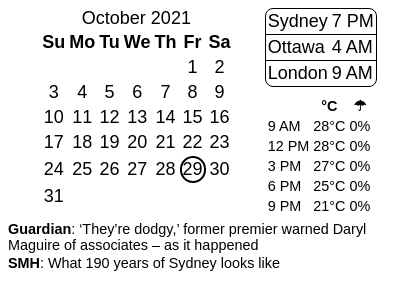 October 2021
Su Mo Tu We Th Fr Sa
1 2
3 4 5 6 7 8 9
10 11 12 13 14 15 16
17 18 19 20 21 22 23
24 25 26 27 28 29 30
31
Sydney 7 PM
Ottawa 4 AM
London 9 AM
°C ☂
9 AM 28°C 0%
12 PM 28°C 0%
3 PM 27°C 0%
6 PM 25°C 0%
9 PM 21°C 0%
Guardian: ‘They’re dodgy,’ former premier warned Daryl
Maguire of associates – as it happened
SMH: What 190 years of Sydney looks like